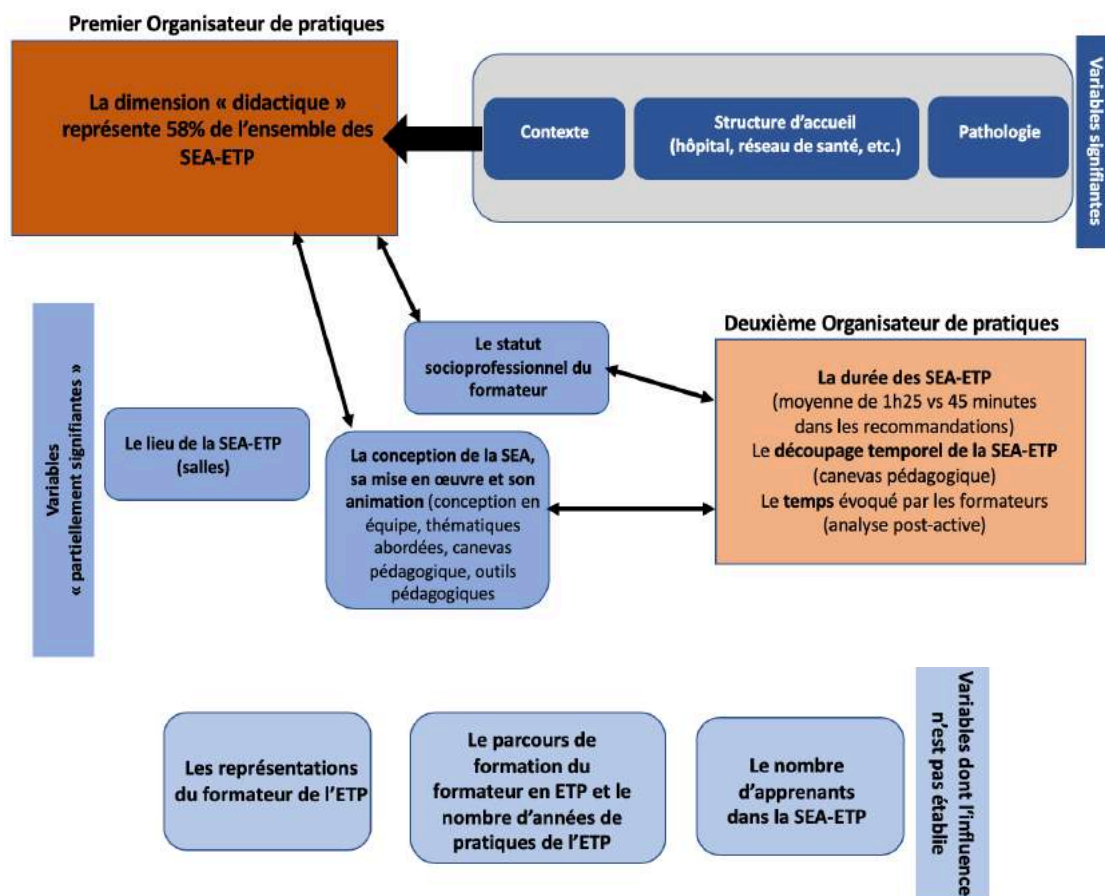 Premier Organisateur de pratiques
La dimension « didactique »
représente 58% de l'ensemble des
SEA-ETP
Contexte
Structure d'accueil
(hôpital, réseau de santé, etc.)
Pathologie
Variables signifiantes
Variables
« partiellement signifiantes »
Le lieu de la SEA-ETP
(salles)
Le statut
socioprofessionnel du
formateur
La conception de la SEA,
sa mise en œuvre et son
animation (conception en
équipe, thématiques
abordées, canevas
pédagogique, outils
pédagogiques
Deuxième Organisateur de pratiques
La durée des SEA-ETP
(moyenne de 1h25 vs 45 minutes
dans les recommandations)
Le découpage temporel de la SEA-ETP
(canevas pédagogique)
Le temps évoqué par les formateurs
(analyse post-active)
Les représentations
du formateur de l'ETP
Le parcours de
formation du
formateur en ETP et le
nombre d'années de
pratiques de l'ETP
Le nombre
d'apprenants
dans la SEA-ETP
Variables dont l'influence
n'est pas établie